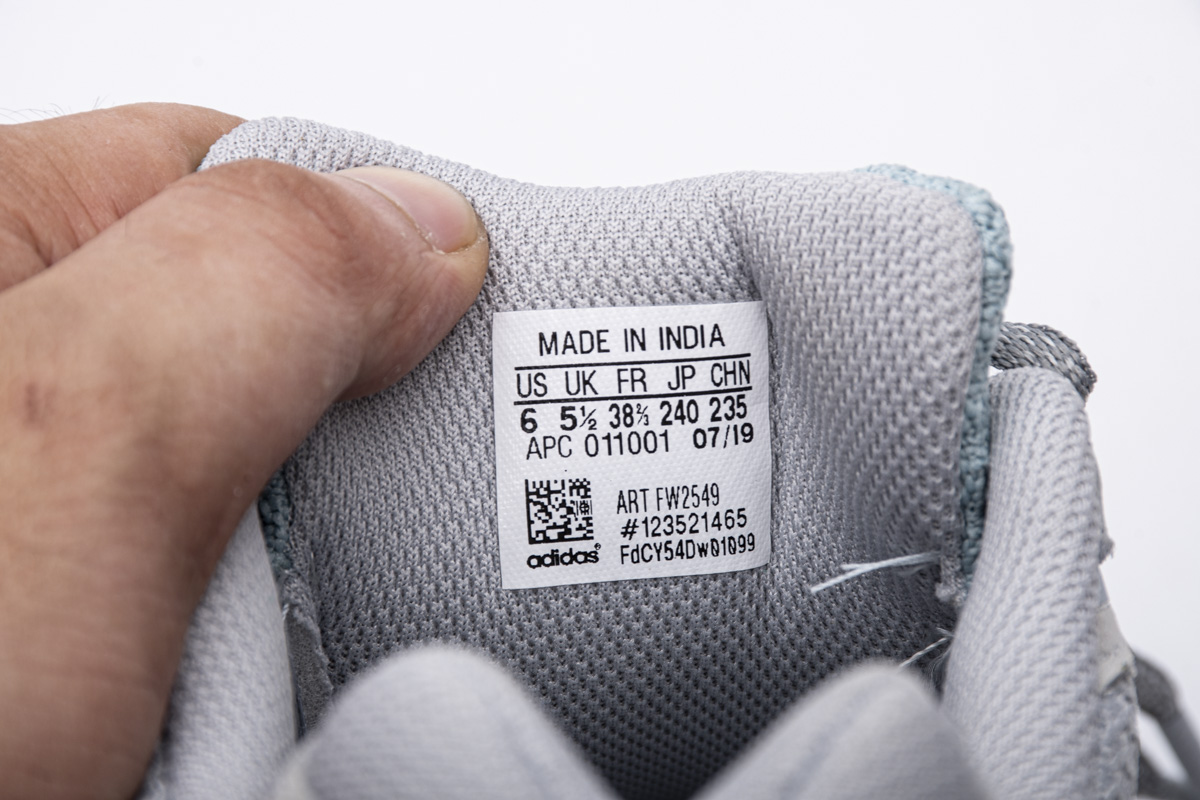 MADE IN INDIA
US UK FR JP CHN
6 5½ 38⅔ 240 235
APC 011001 07/19
ART FW2549
#123521465
FdCY54Dw01099
adidas